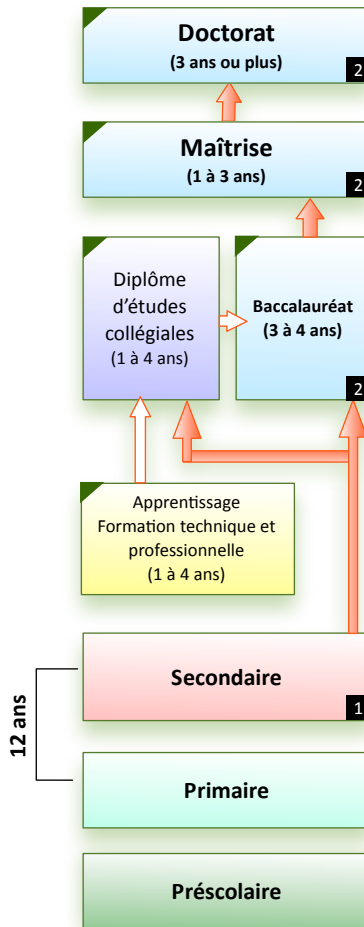 Doctorat
(3 ans ou plus)
2
Maîtrise
(1 à 3 ans)
2
Diplôme
d'études
collégiales
(1 à 4 ans)
Baccalauréat
(3 à 4 ans)
2
Apprentissage
Formation technique et
professionnelle
(1 à 4 ans)
Secondaire
1
12 ans
Primaire
Préscolaire